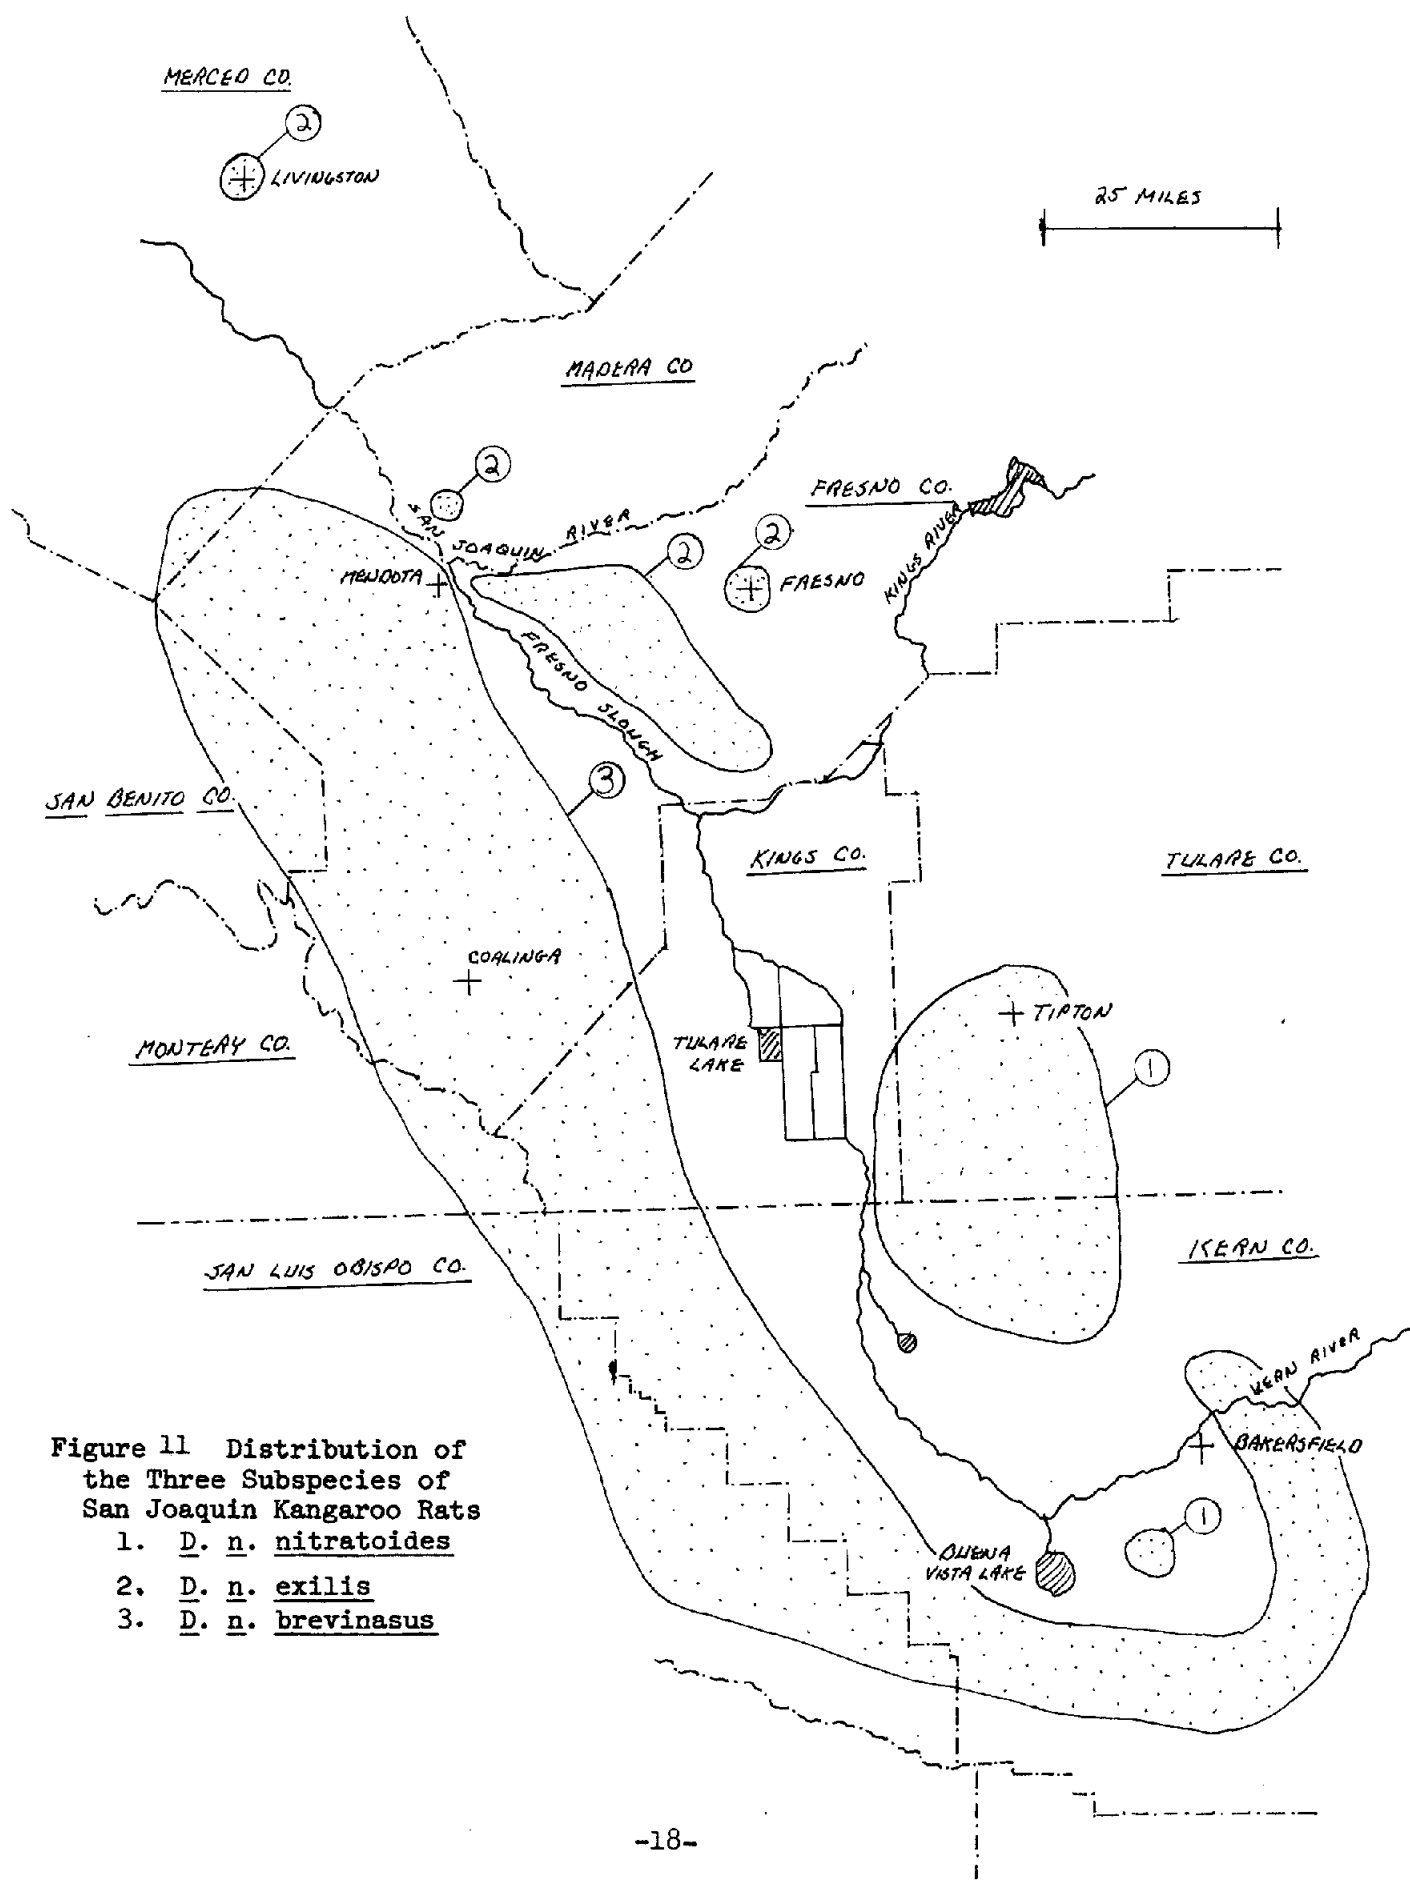 MERCED CO.
2
LIVINGSTON
25 MILES
MADERA CO
2
SAN JOAQUIN RIVER
FRESNO CO.
2
2
KINGS RIVER
MENDOTA
FRESNO
FRESNO SLOUGH
3
SAN BENITO CO.
KINGS CO.
TULARE CO.
COALINGA
TIPTON
MONTERY CO.
TULARE
LAKE
1
SAN LUIS OBISPO CO.
KERN CO.
KERN RIVER
BAKERSFIELD
1
BUENA
VISTA LAKE
Figure 11 Distribution of
the Three Subspecies of
San Joaquin Kangaroo Rats
1. D. n. nitratoides
2. D. n. exilis
3. D. n. brevinasus
-18-